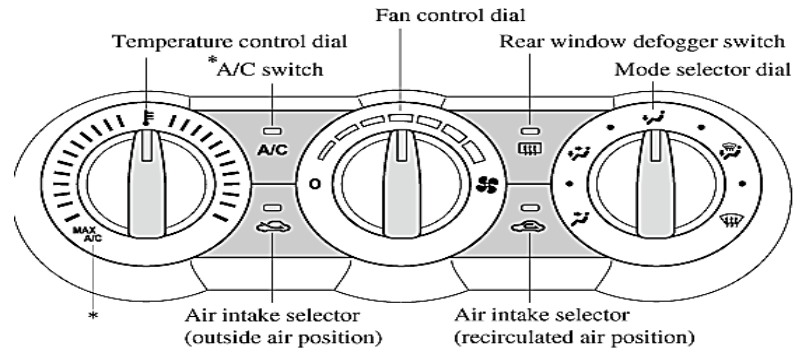 Fan control dial
Temperature control dial
Rear window defogger switch
*A/C switch
Mode selector dial
A/C
0
MAX
A/C
*
Air intake selector
(outside air position)
Air intake selector
(recirculated air position)